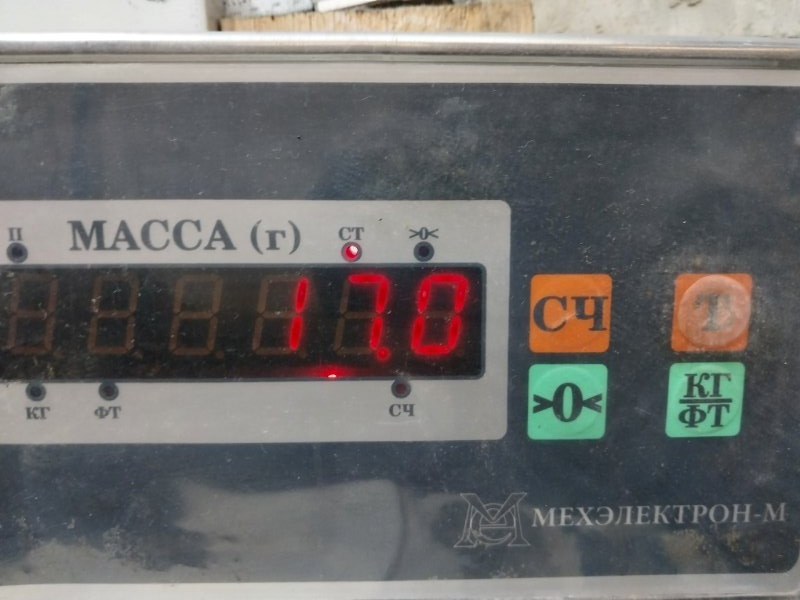 П МАССА (г) СТ >0<
17.0
КГ ФТ СЧ
СЧ Т
>0< КГ/ФТ
МЕХЭЛЕКТРОН-М